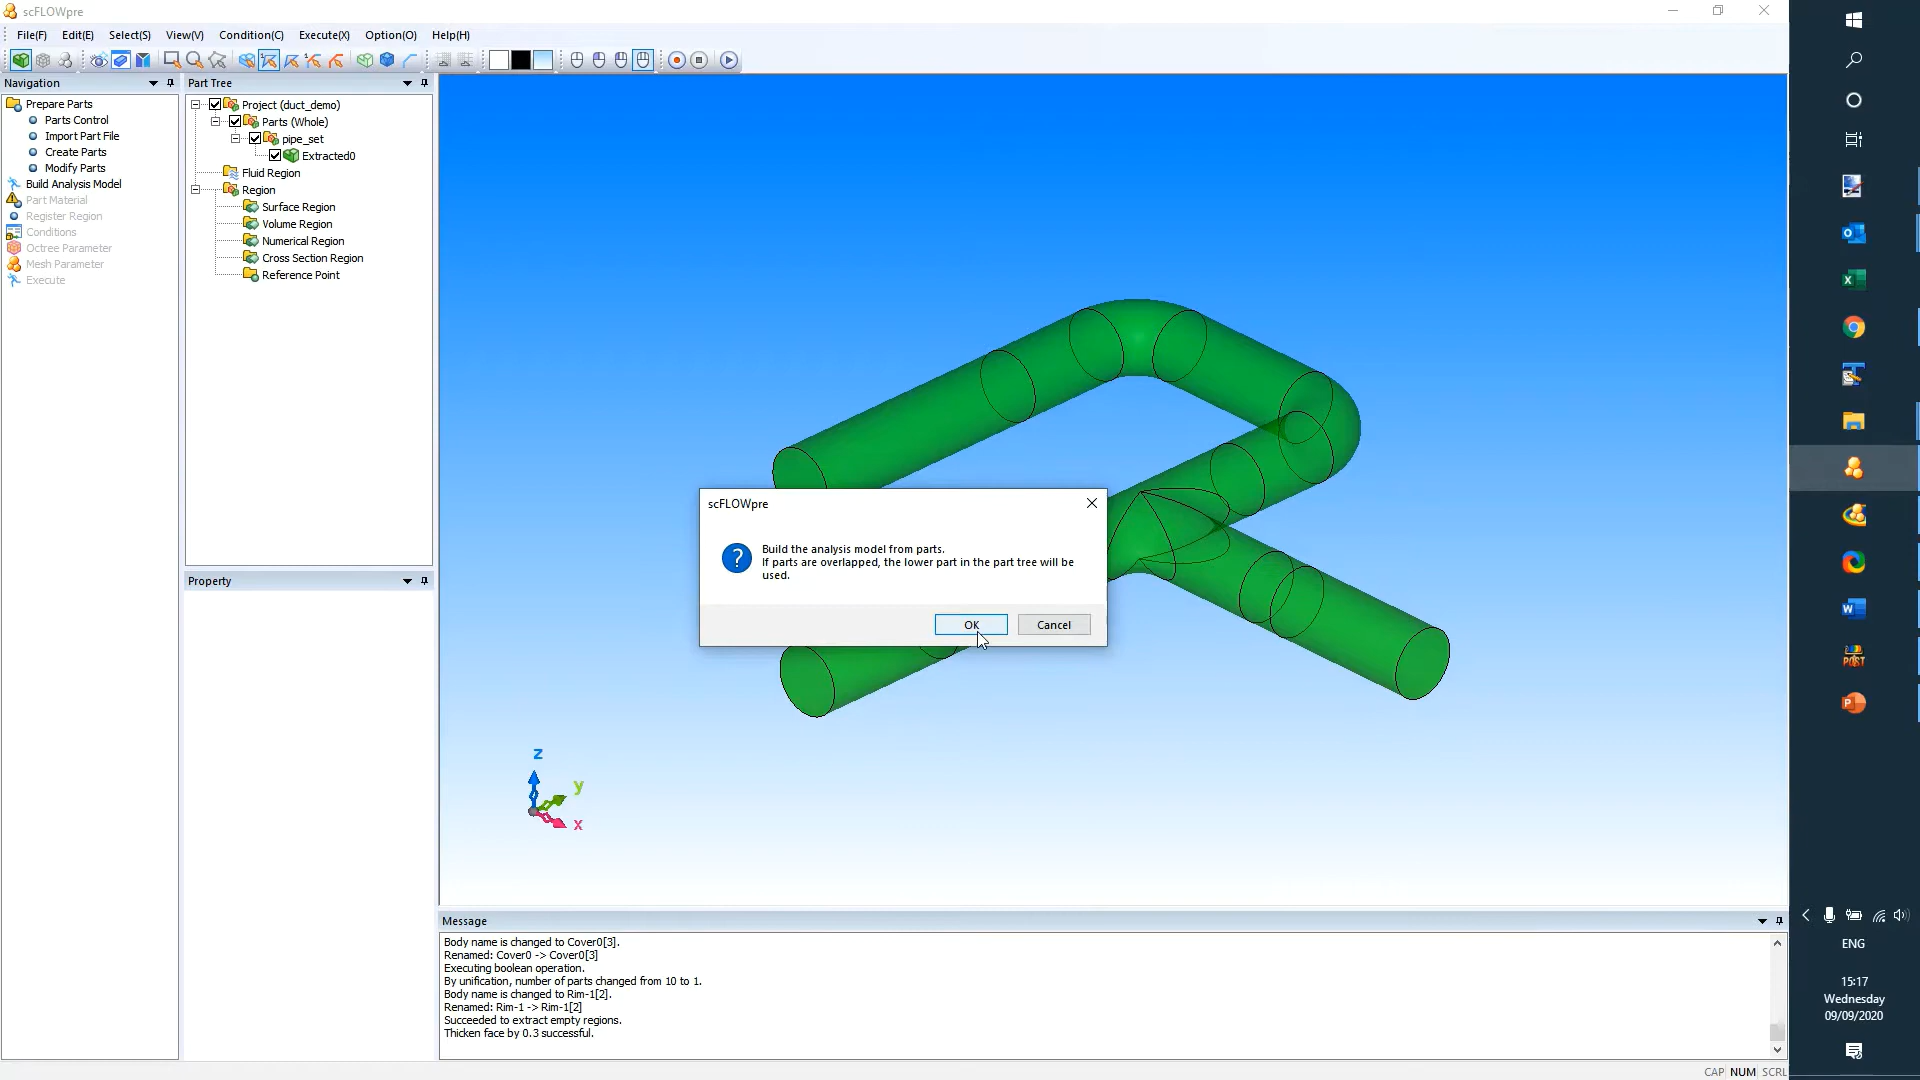 scFLOWpre
File(F) Edit(E) Select(S) View(V) Condition(C) Execute(X) Option(O) Help(H)
Navigation
Prepare Parts
Parts Control
Import Part File
Create Parts
Modify Parts
Build Analysis Model
Part Material
Register Region
Conditions
Octree Parameter
Mesh Parameter
Execute
Part Tree
Project (duct_demo)
Parts (Whole)
pipe_set
Extracted0
Fluid Region
Region
Surface Region
Volume Region
Numerical Region
Cross Section Region
Reference Point
Property
scFLOWpre
Build the analysis model from parts.
If parts are overlapped, the lower part in the part tree will be
used.
OK Cancel
z
y
x
Message
Body name is changed to Cover0[3].
Renamed: Cover0 -> Cover0[3]
Executing boolean operation.
By unification, number of parts changed from 10 to 1.
Body name is changed to Rim-1[2].
Renamed: Rim-1 -> Rim-1[2]
Succeeded to extract empty regions.
Thicken face by 0.3 successful.
CAP NUM SCRL
POST
ENG
15:17
Wednesday
09/09/2020